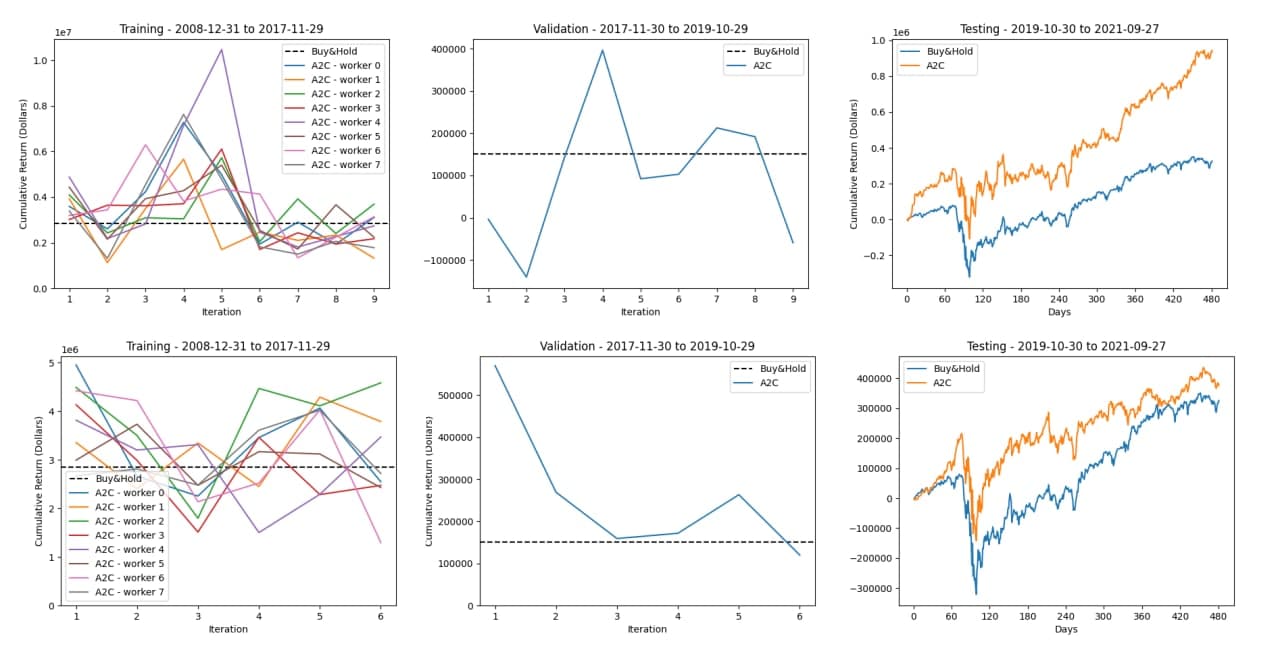 Training - 2008-12-31 to 2017-11-29
1e7
Cumulative Return (Dollars)
1.0
0.8
0.6
0.4
0.2
0.0
1 2 3 4 5 6 7 8 9
Iteration
Buy&Hold
A2C - worker 0
A2C - worker 1
A2C - worker 2
A2C - worker 3
A2C - worker 4
A2C - worker 5
A2C - worker 6
A2C - worker 7
Validation - 2017-11-30 to 2019-10-29
Cumulative Return (Dollars)
400000
300000
200000
100000
0
−100000
1 2 3 4 5 6 7 8 9
Iteration
Buy&Hold
A2C
Testing - 2019-10-30 to 2021-09-27
1e6
Cumulative Return (Dollars)
1.0
0.8
0.6
0.4
0.2
0.0
−0.2
0 60 120 180 240 300 360 420 480
Days
Buy&Hold
A2C
Training - 2008-12-31 to 2017-11-29
1e6
Cumulative Return (Dollars)
5
4
3
2
1
0
1 2 3 4 5 6
Iteration
Buy&Hold
A2C - worker 0
A2C - worker 1
A2C - worker 2
A2C - worker 3
A2C - worker 4
A2C - worker 5
A2C - worker 6
A2C - worker 7
Validation - 2017-11-30 to 2019-10-29
Cumulative Return (Dollars)
500000
400000
300000
200000
100000
0
1 2 3 4 5 6
Iteration
Buy&Hold
A2C
Testing - 2019-10-30 to 2021-09-27
Cumulative Return (Dollars)
400000
300000
200000
100000
0
−100000
−200000
−300000
0 60 120 180 240 300 360 420 480
Days
Buy&Hold
A2C